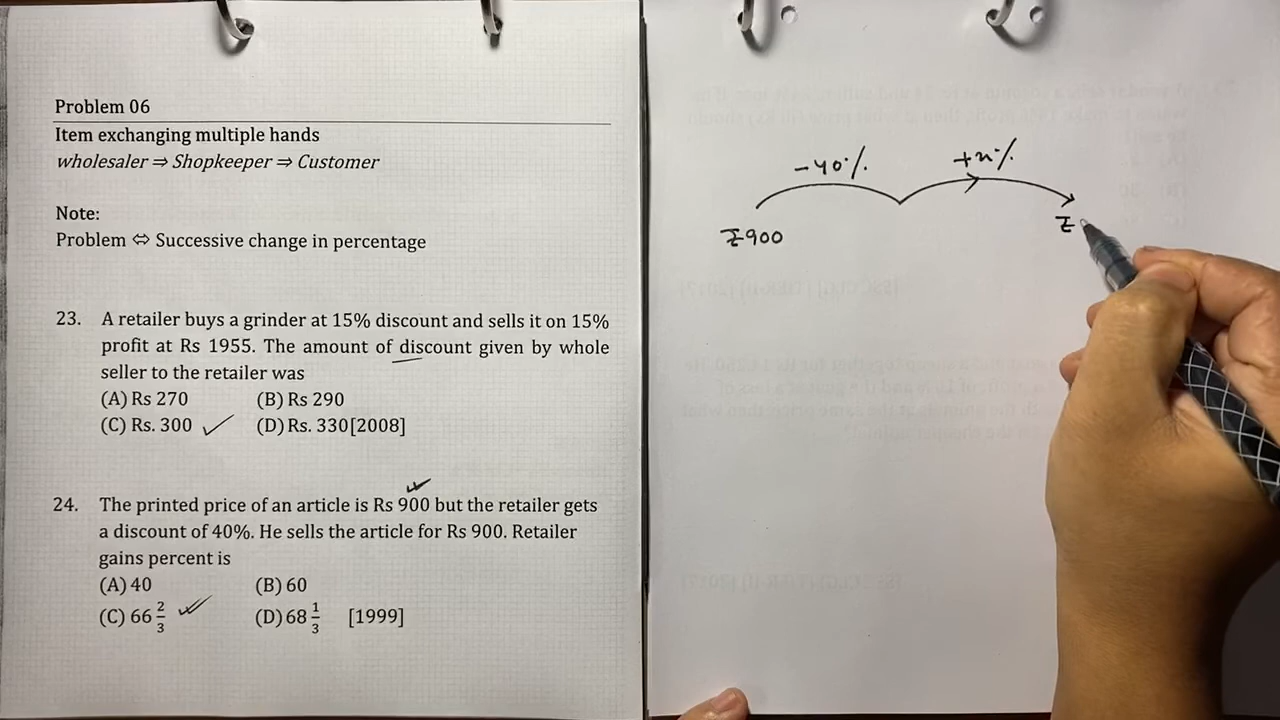 Problem 06
Item exchanging multiple hands
wholesaler ⇒ Shopkeeper ⇒ Customer
Note:
Problem ⇔ Successive change in percentage
23. A retailer buys a grinder at 15% discount and sells it on 15%
profit at Rs 1955. The amount of discount given by whole
seller to the retailer was
(A) Rs 270 (B) Rs 290
(C) Rs. 300 (D) Rs. 330[2008]
24. The printed price of an article is Rs 900 but the retailer gets
a discount of 40%. He sells the article for Rs 900. Retailer
gains percent is
(A) 40 (B) 60
(C) 66 2/3 (D) 68 1/3 [1999]
-40% +x%
₹900 ₹